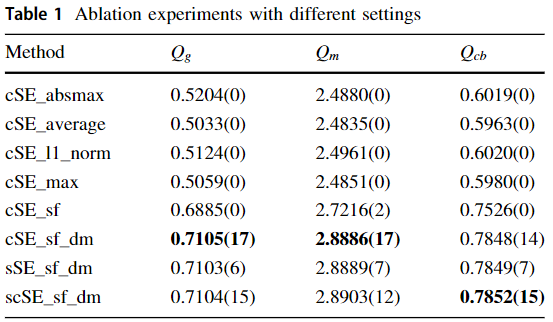 Table 1 Ablation experiments with different settings
Method Qg Qm Qcb
cSE_absmax 0.5204(0) 2.4880(0) 0.6019(0)
cSE_average 0.5033(0) 2.4835(0) 0.5963(0)
cSE_l1_norm 0.5124(0) 2.4961(0) 0.6020(0)
cSE_max 0.5059(0) 2.4851(0) 0.5980(0)
cSE_sf 0.6885(0) 2.7216(2) 0.7526(0)
cSE_sf_dm 0.7105(17) 2.8886(17) 0.7848(14)
sSE_sf_dm 0.7103(6) 2.8889(7) 0.7849(7)
scSE_sf_dm 0.7104(15) 2.8903(12) 0.7852(15)